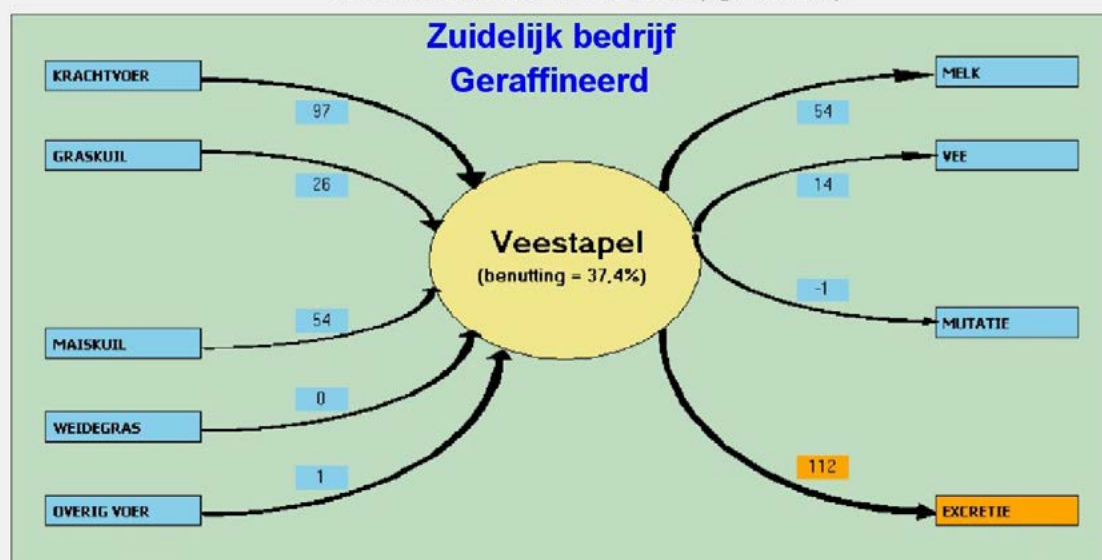 Zuidelijk bedrijf
Geraffineerd
KRACHTVOER
97
GRASKUIL
26
MAISKUIL
54
WEIDEGRAS
0
OVERIG VOER
1
Veestapel
(benutting = 37,4%)
MELK
54
VEE
14
MUTATIE
-1
EXCRETIE
112